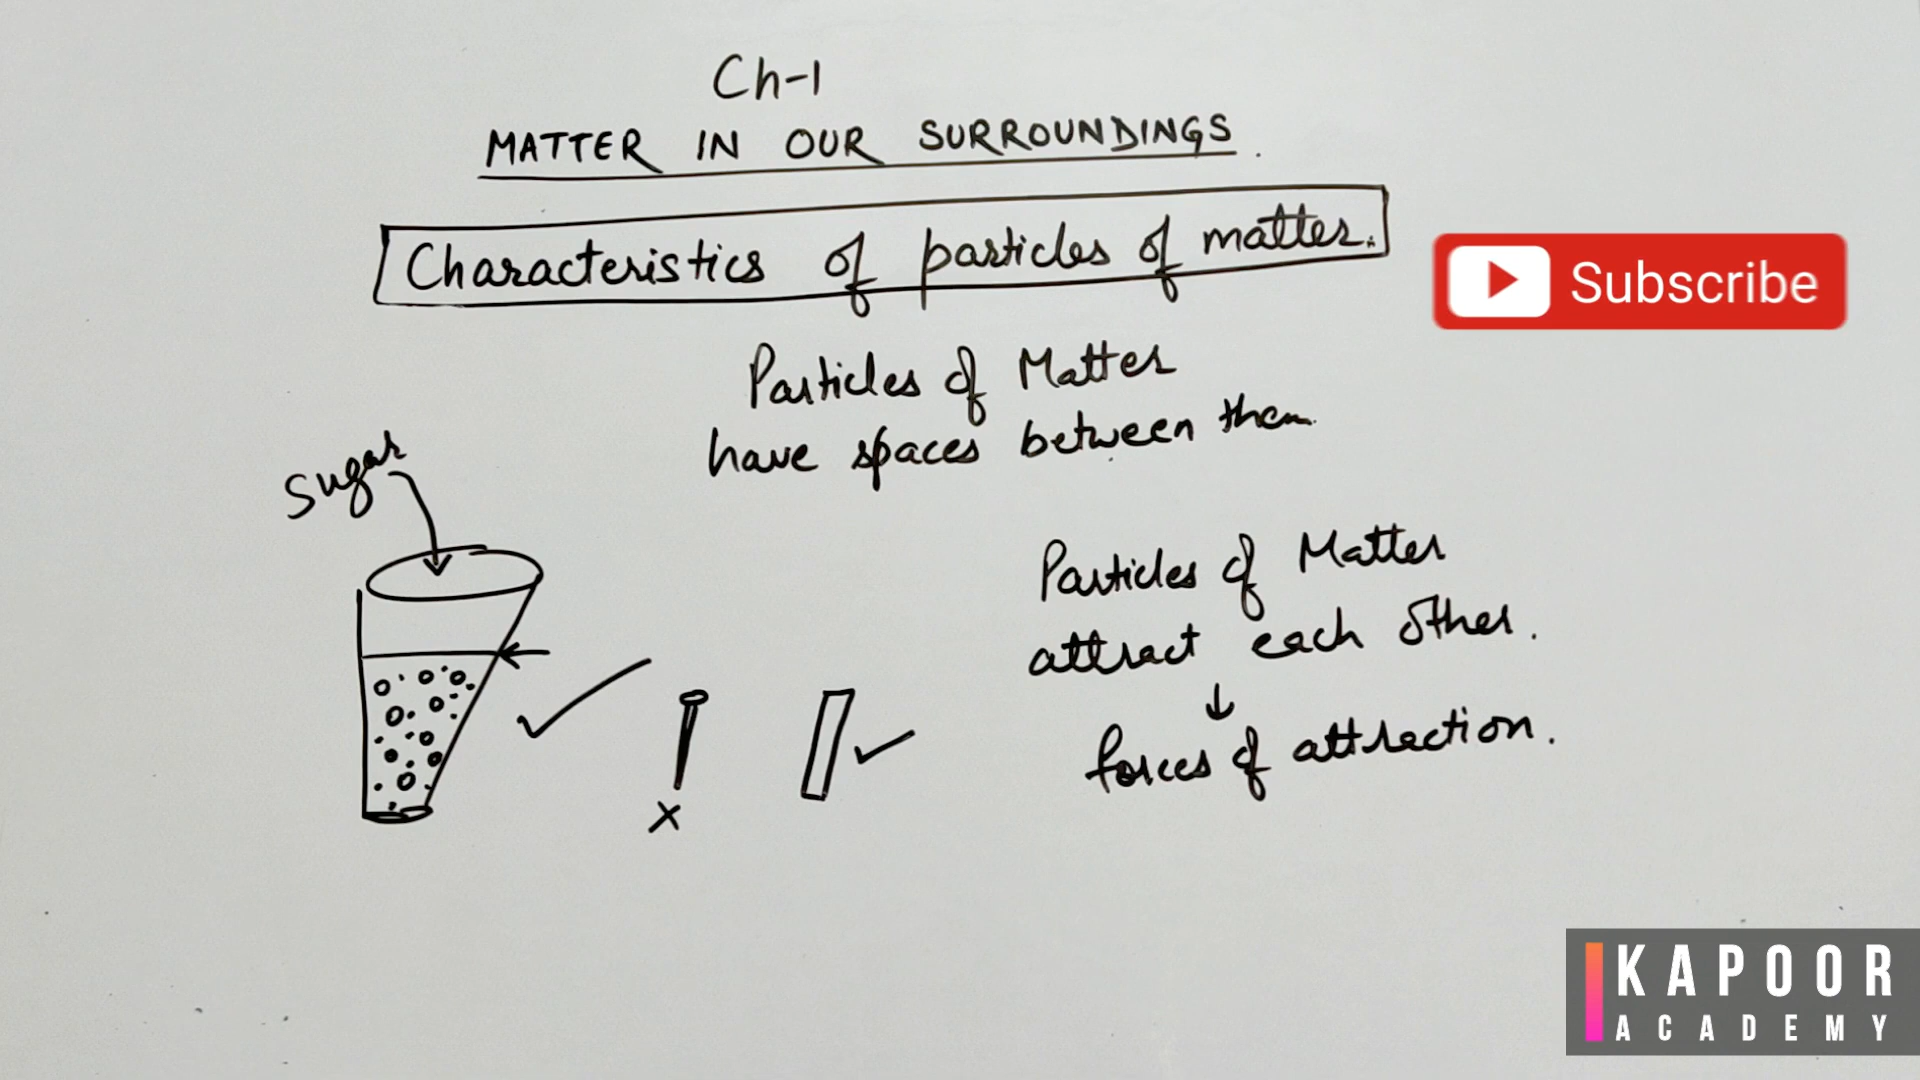 Ch-1
MATTER IN OUR SURROUNDINGS.
Characteristics of particles of matter.
Subscribe
Particles of Matter
have spaces between them.
Sugar
Particles of Matter
attract each other.
forces of attraction.
KAPOOR
ACADEMY